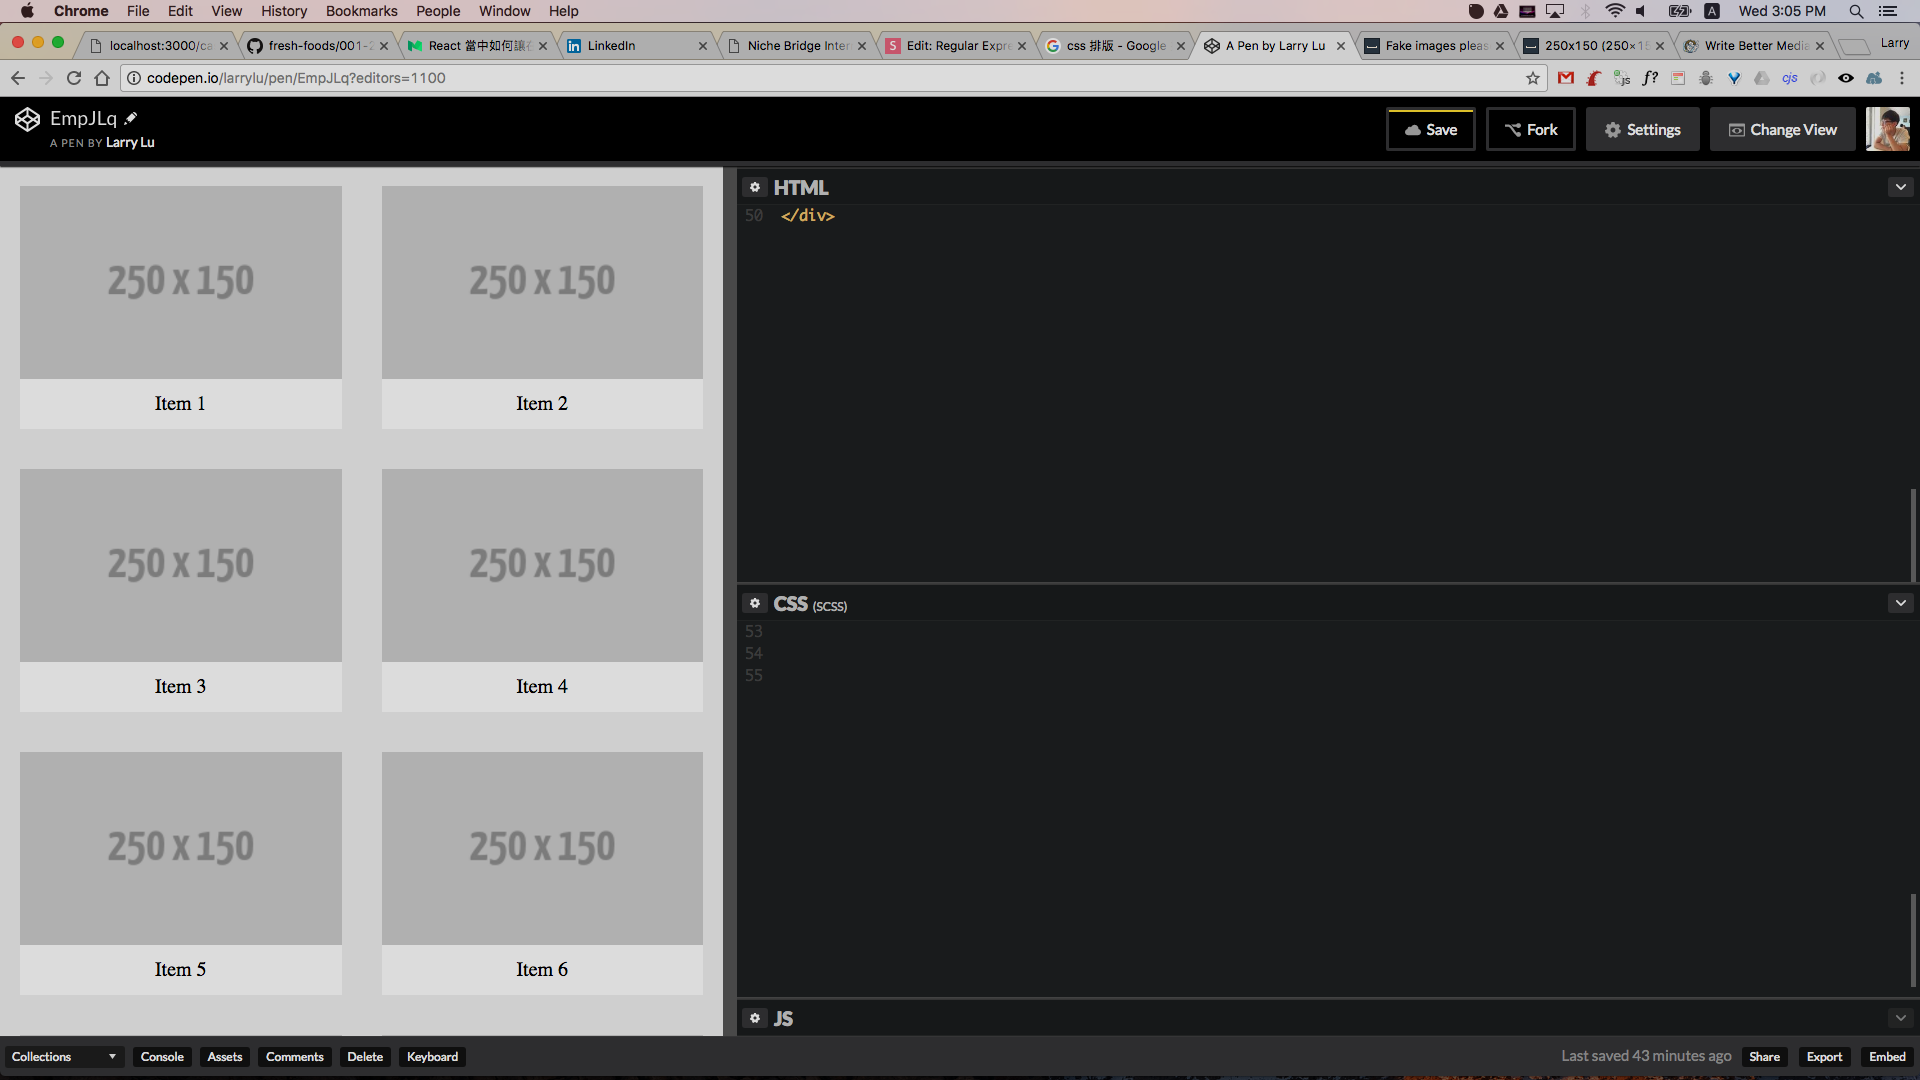 Chrome File Edit View History Bookmarks People Window Help
A Wed 3:05 PM
localhost:3000/ca fresh-foods/001-2 React 當中如何讓 LinkedIn Niche Bridge Inter Edit: Regular Expr css 排版 - Google A Pen by Larry Lu Fake images pleas 250x150 (250×15 Write Better Media Larry
codepen.io/larrylu/pen/EmpJLq?editors=1100
js f? cjs
EmpJLq
A PEN BY Larry Lu
Save Fork Settings Change View
250 x 150 250 x 150
Item 1 Item 2
250 x 150 250 x 150
Item 3 Item 4
250 x 150 250 x 150
Item 5 Item 6
HTML
50 </div>
CSS (SCSS)
53
54
55
JS
Collections Console Assets Comments Delete Keyboard
Last saved 43 minutes ago Share Export Embed